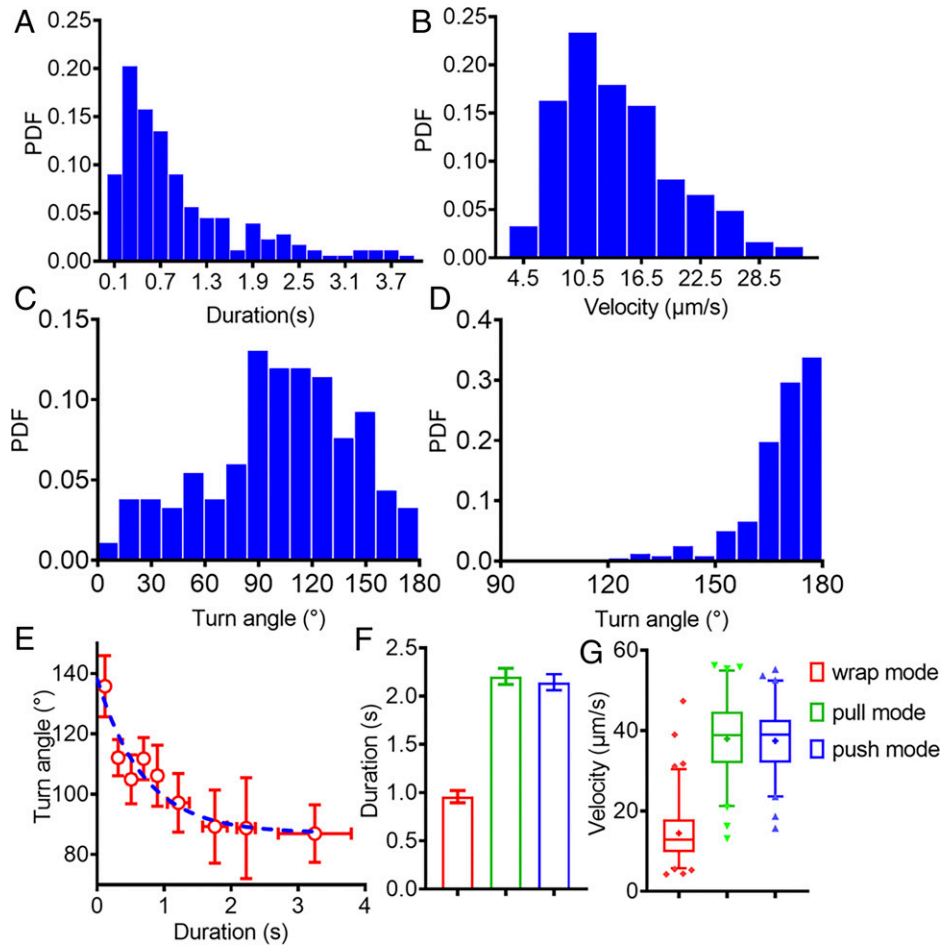 A
PDF
0.25
0.20
0.15
0.10
0.05
0.00
0.1 0.7 1.3 1.9 2.5 3.1 3.7
Duration(s)
B
PDF
0.25
0.20
0.15
0.10
0.05
0.00
4.5 10.5 16.5 22.5 28.5
Velocity (µm/s)
C
PDF
0.15
0.10
0.05
0.00
0 30 60 90 120 150 180
Turn angle (°)
D
PDF
0.4
0.3
0.2
0.1
0.0
90 120 150 180
Turn angle (°)
E
Turn angle (°)
140
120
100
80
0 1 2 3 4
Duration (s)
F
Duration (s)
2.5
2.0
1.5
1.0
0.5
0.0
G
Velocity (µm/s)
60
40
20
0
wrap mode
pull mode
push mode